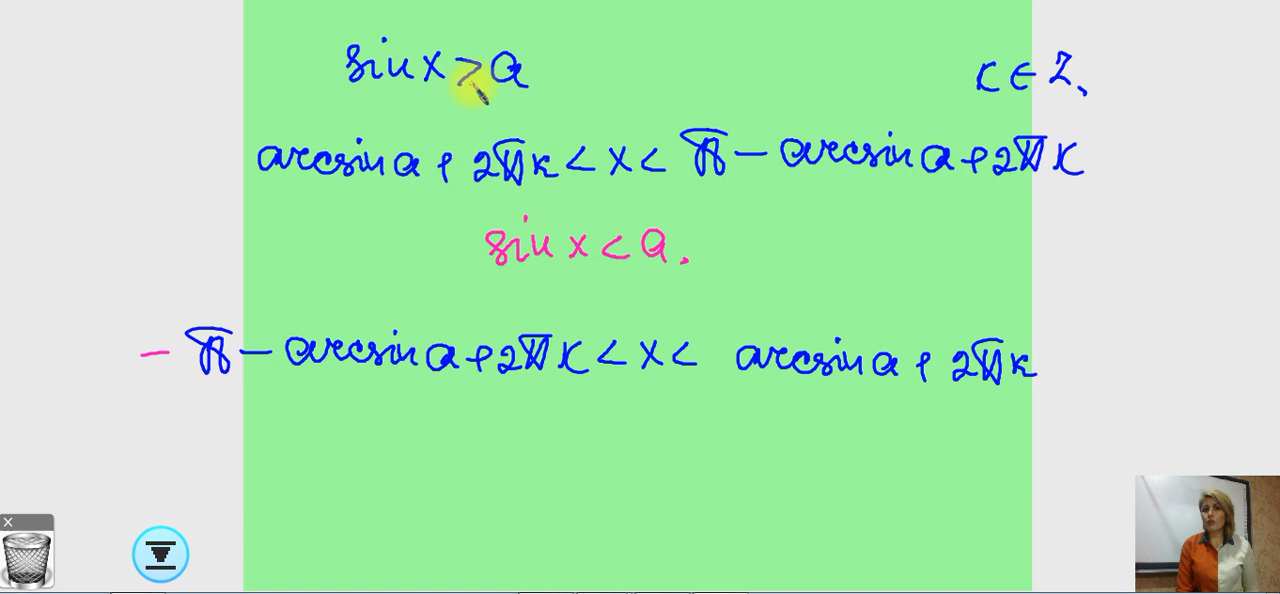 sin x > a
k ∈ Z.
arcsin a + 2πk < x < π − arcsin a + 2πk
sin x < a.
− π − arcsin a + 2πk < x < arcsin a + 2πk